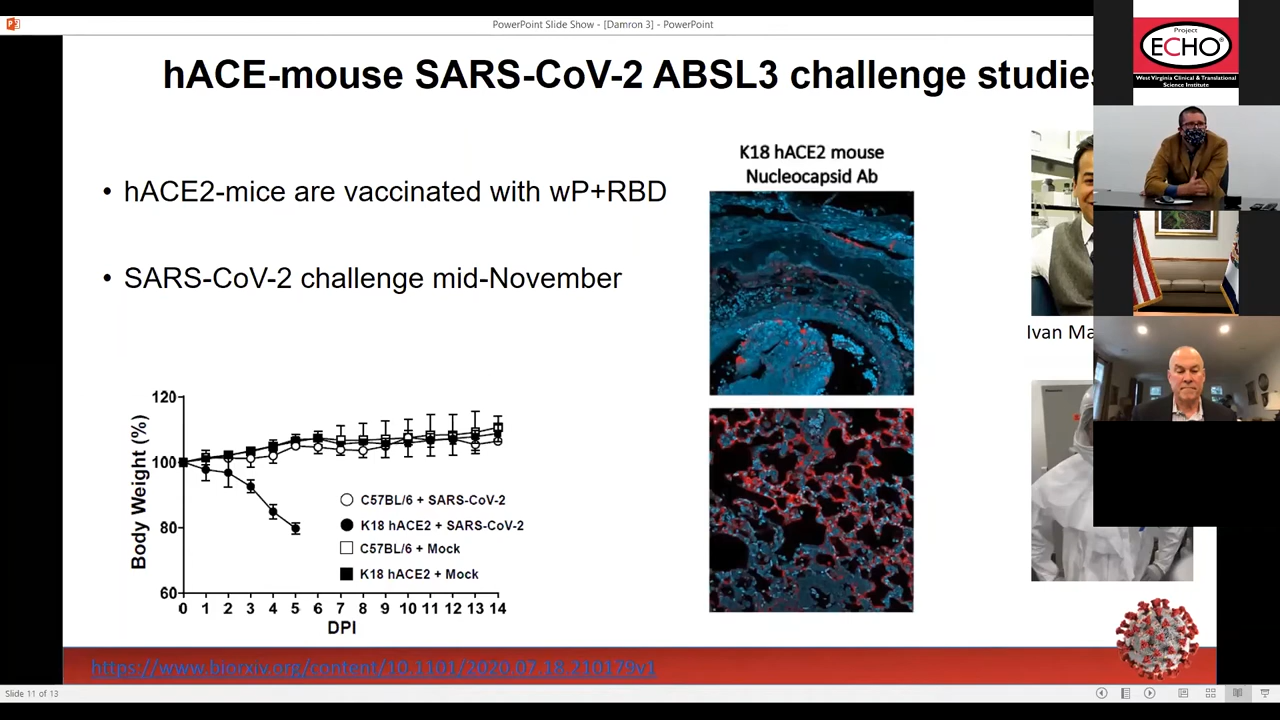 PowerPoint Slide Show - [Damron 3] - PowerPoint
hACE-mouse SARS-CoV-2 ABSL3 challenge studies
Project
ECHO®
West Virginia Clinical & Translational
Science Institute
• hACE2-mice are vaccinated with wP+RBD
• SARS-CoV-2 challenge mid-November
K18 hACE2 mouse
Nucleocapsid Ab
Ivan Ma
Body Weight (%)
120
100
80
60
C57BL/6 + SARS-CoV-2
K18 hACE2 + SARS-CoV-2
C57BL/6 + Mock
K18 hACE2 + Mock
0 1 2 3 4 5 6 7 8 9 10 11 12 13 14
DPI
https://www.biorxiv.org/content/10.1101/2020.07.18.210179v1
Slide 11 of 13